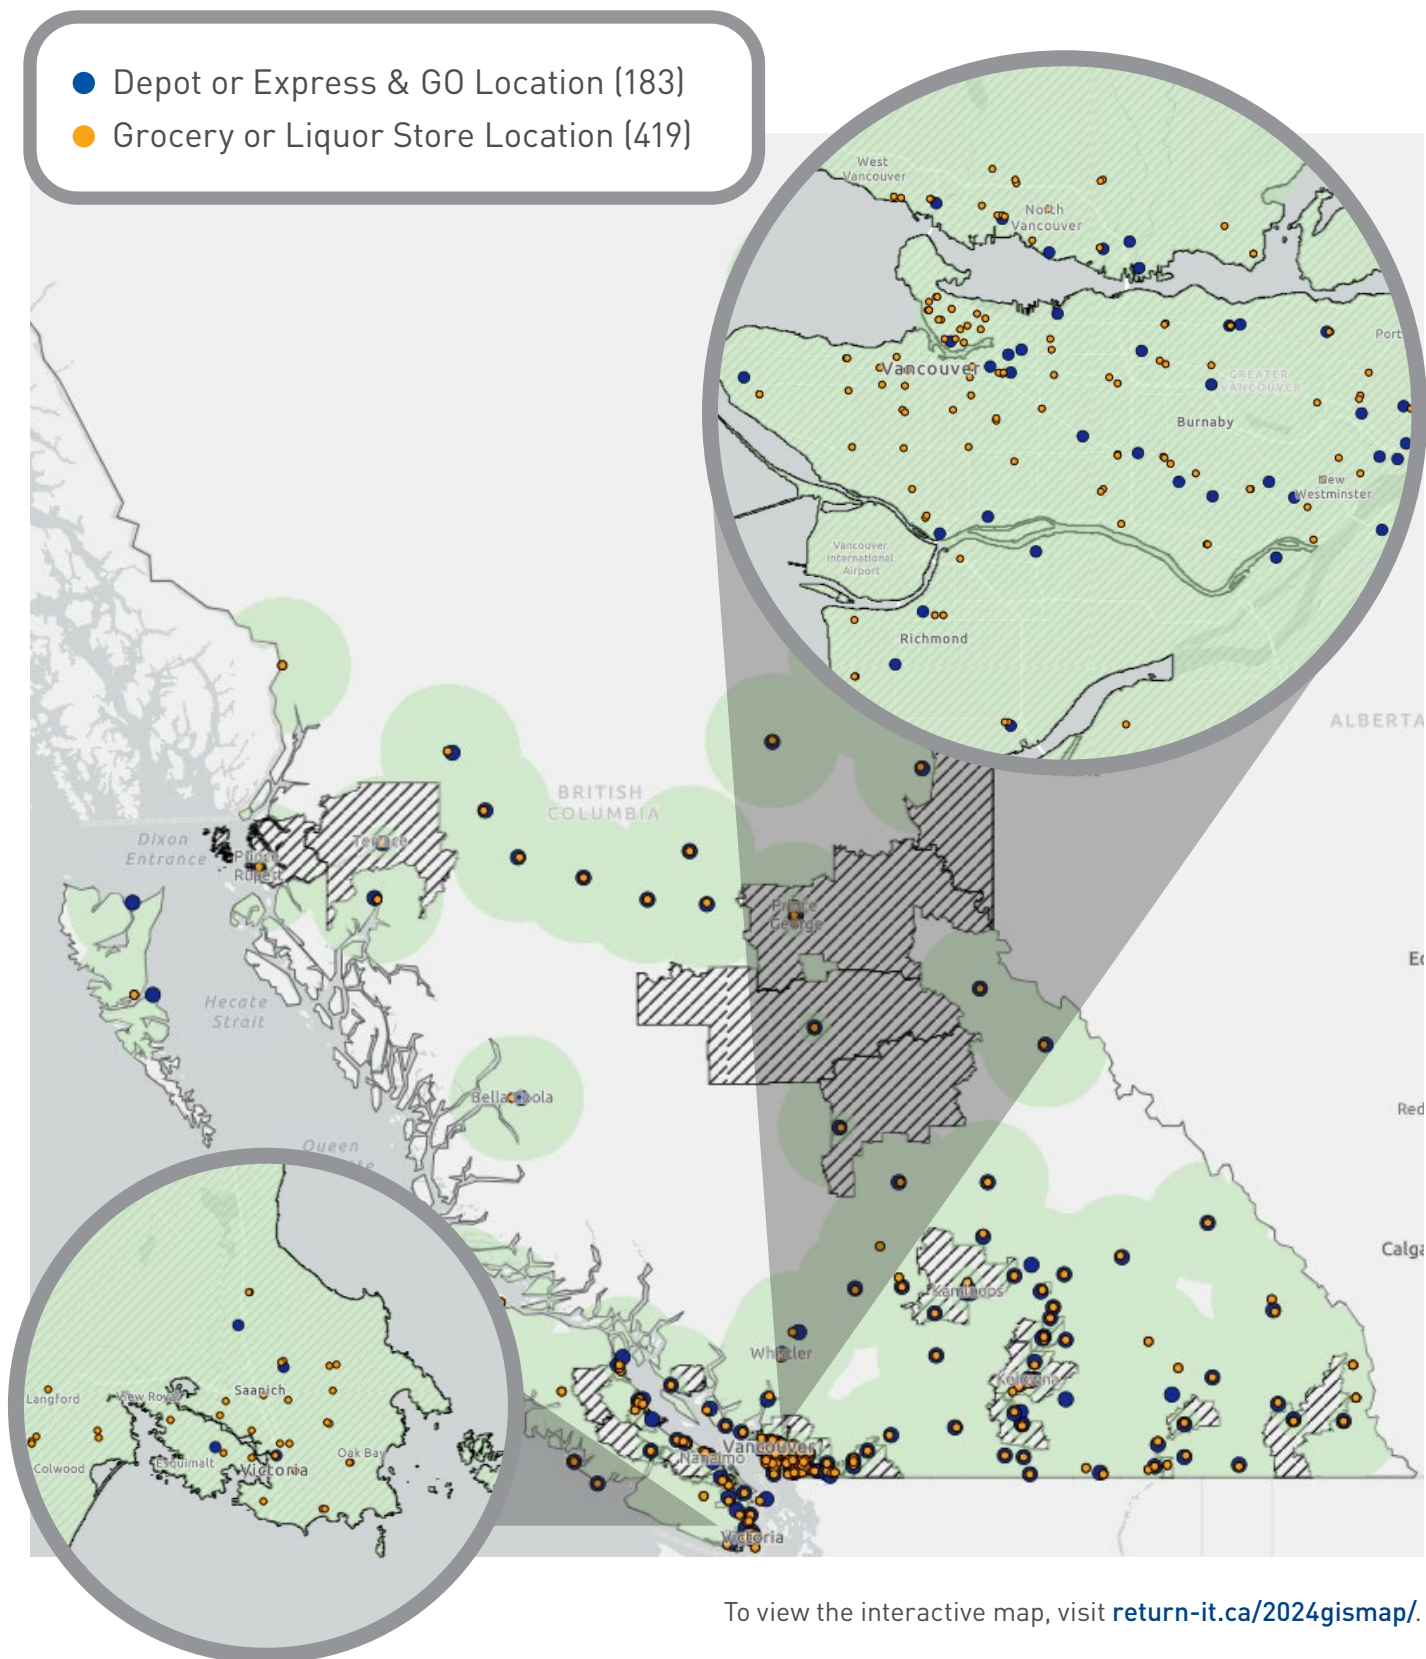 Depot or Express & GO Location (183)
Grocery or Liquor Store Location (419)
West
Vancouver
North
Vancouver
Port
Vancouver
GREATER
VANCOUVER
Burnaby
New
Westminster
Vancouver
International
Airport
Richmond
ALBERTA
BRITISH
COLUMBIA
Dixon
Entrance
Terrace
Prince
Rupert
Prince
George
Hecate
Strait
Red
Bella Coola
Queen
Calga
Kamloops
Whistler
Kelowna
Vancouver
Nanaimo
Victoria
Langford
View Royal
Saanich
Colwood
Esquimalt
Oak Bay
Victoria
To view the interactive map, visit return-it.ca/2024gismap/.